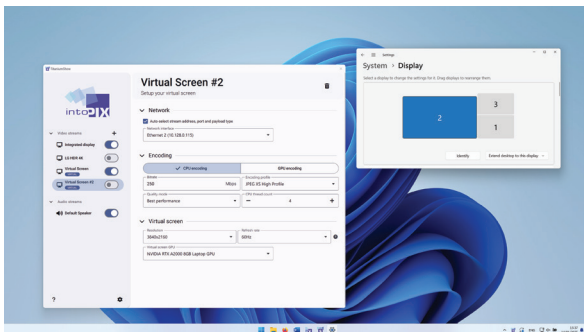 Virtual Screen #2
Setup your virtual screen
Network
Auto select stream address, port and payload type
Network interface
Ethernet 2 (10.129.0.115)
Encoding
CPU encoding
GPU encoding
Bitrate
250 Mbps
Encoding profile
JPEG XS High Profile
Quality mode
Best performance
CPU thread count
4
Virtual screen
Resolution
3840x2160
Refresh rate
60Hz
Virtual screen GPU
NVIDIA RTX A2000 8GB Laptop GPU
intoPIX
Video streams
Integrated display
LG HDR 4K
Virtual Screen
Virtual Screen #2
Audio streams
Default Speaker
?
Settings
System > Display
Select a display to change the settings for it. Drag displays to rearrange them.
2
3
1
Identify
Extend desktop to this display